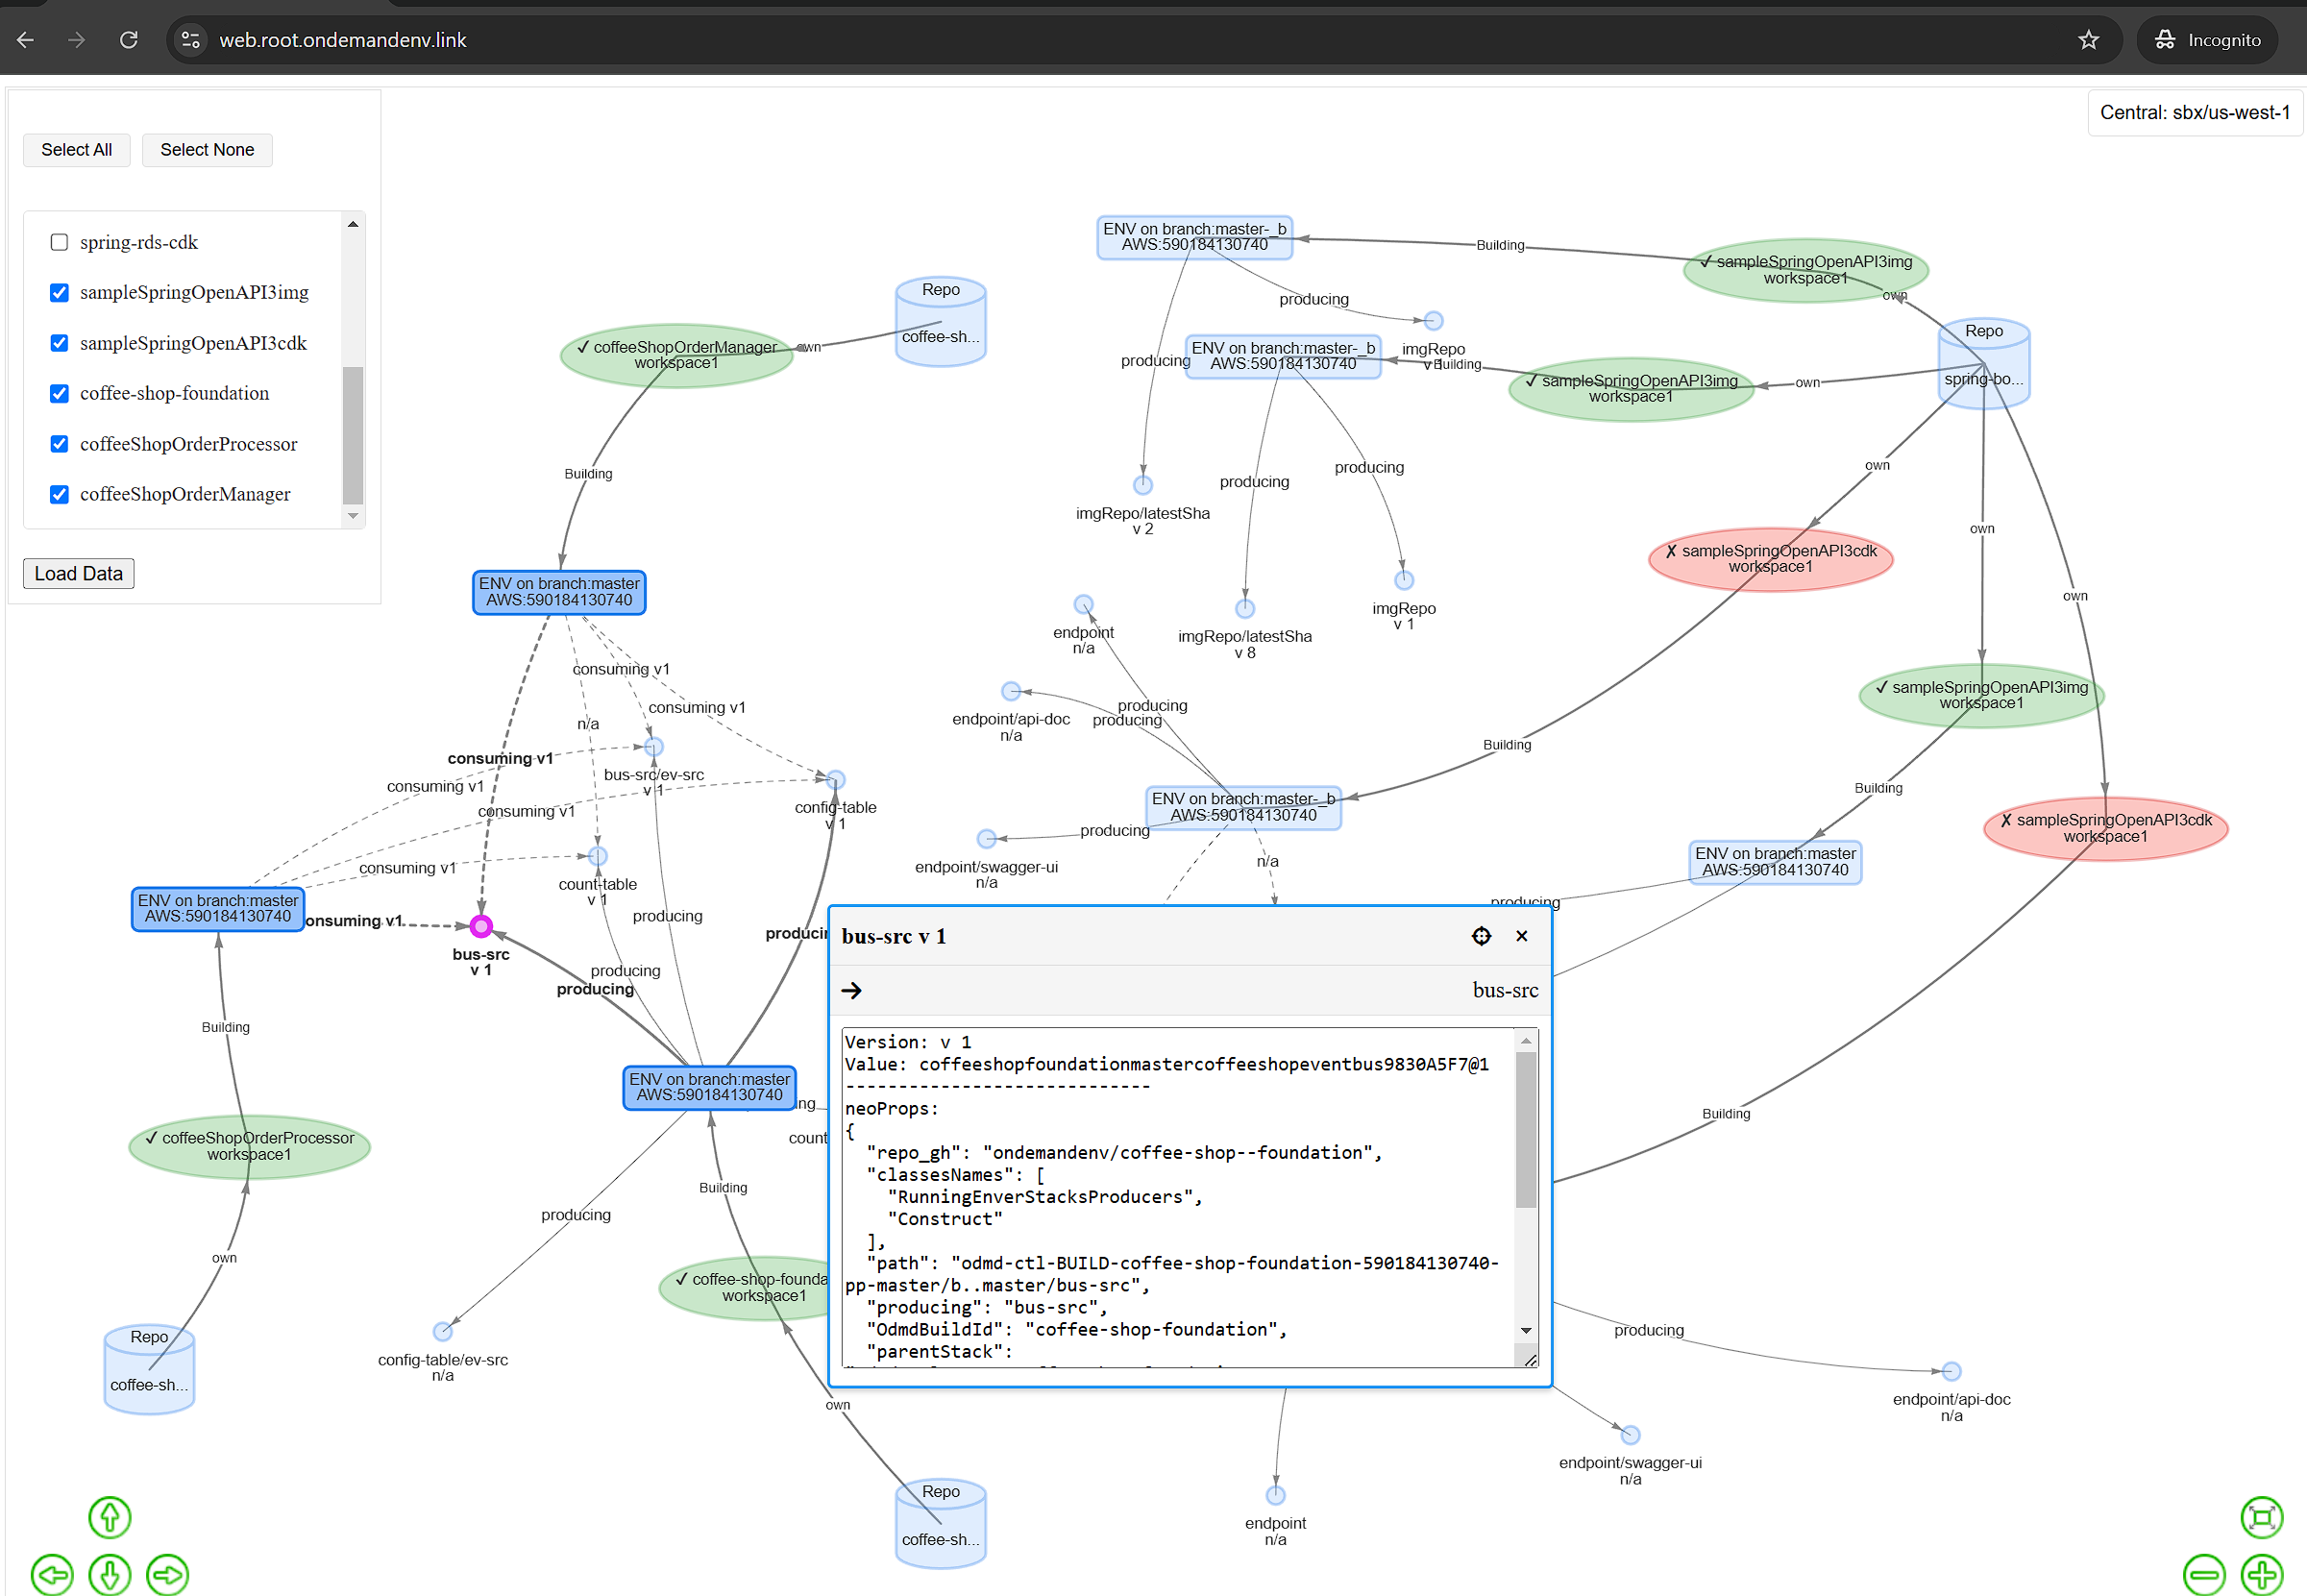 web.root.ondemandenv.link
Incognito
Central: sbx/us-west-1
Select All
Select None
spring-rds-cdk
sampleSpringOpenAPI3img
sampleSpringOpenAPI3cdk
coffee-shop-foundation
coffeeShopOrderProcessor
coffeeShopOrderManager
Load Data
ENV on branch:master-_b
AWS:590184130740
Building
✓ sampleSpringOpenAPI3img
workspace1
own
producing
imgRepo
v 1
producing
imgRepo/latestSha
v 2
Repo
coffee-sh...
own
✓ coffeeShopOrderManager
workspace1
Building
ENV on branch:master-_b
AWS:590184130740
Building
✓ sampleSpringOpenAPI3img
workspace1
own
Repo
spring-bo...
producing
producing
imgRepo/latestSha
v 8
imgRepo
v 1
own
own
own
✗ sampleSpringOpenAPI3cdk
workspace1
ENV on branch:master
AWS:590184130740
endpoint
n/a
endpoint/api-doc
n/a
producing
producing
Building
✓ sampleSpringOpenAPI3img
workspace1
Building
✗ sampleSpringOpenAPI3cdk
workspace1
consuming v1
consuming v1
n/a
consuming v1
consuming v1
consuming v1
consuming v1
bus-src/ev-src
v 1
config-table
v 1
count-table
v 1
ENV on branch:master-_b
AWS:590184130740
producing
endpoint/swagger-ui
n/a
n/a
ENV on branch:master
AWS:590184130740
producing
ENV on branch:master
AWS:590184130740
onsuming v1
bus-src
v 1
producing
producin
producing
producing
Building
ENV on branch:master
AWS:590184130740
ng
count
✓ coffeeShopOrderProcessor
workspace1
own
Repo
coffee-sh...
producing
config-table/ev-src
n/a
Building
✓ coffee-shop-founda
workspace1
own
Repo
coffee-sh...
bus-src v 1
×
bus-src
Version: v 1
Value: coffeeshopfoundationmastercoffeeshopeventbus9830A5F7@1
-----------------------------
neoProps:
{
"repo_gh": "ondemandenv/coffee-shop--foundation",
"classesNames": [
"RunningEnverStacksProducers",
"Construct"
],
"path": "odmd-ctl-BUILD-coffee-shop-foundation-590184130740-
pp-master/b..master/bus-src",
"producing": "bus-src",
"OdmdBuildId": "coffee-shop-foundation",
"parentStack":
Building
producing
endpoint/api-doc
n/a
endpoint/swagger-ui
n/a
endpoint
n/a